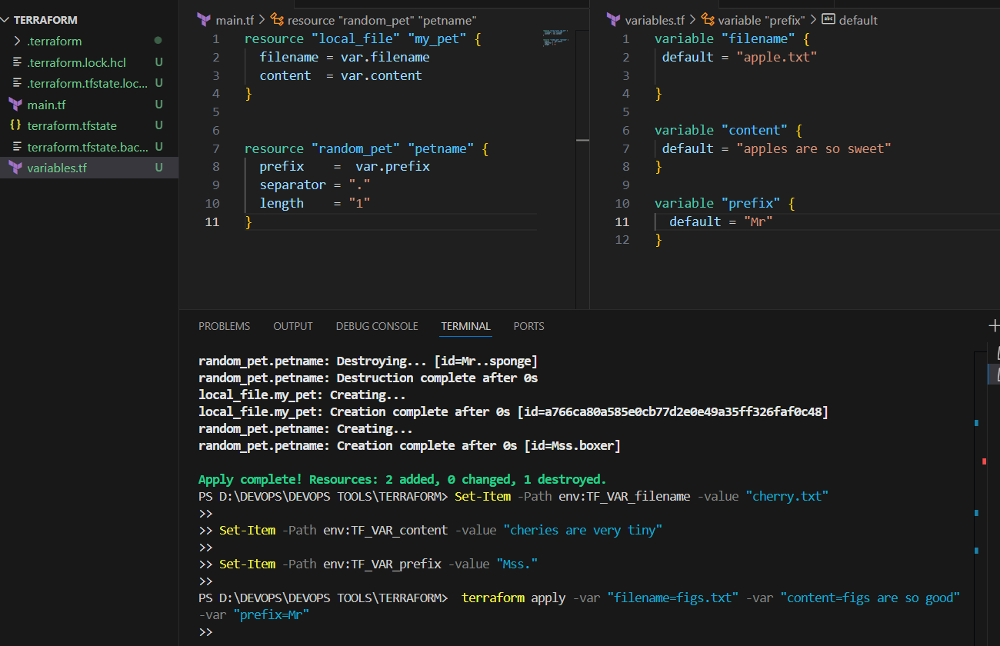 TERRAFORM
.terraform
.terraform.lock.hcl U
.terraform.tfstate.loc... U
main.tf U
{} terraform.tfstate U
terraform.tfstate.bac... U
variables.tf U
main.tf > resource "random_pet" "petname"
1 resource "local_file" "my_pet" {
2 filename = var.filename
3 content  = var.content
4 }
5
6
7 resource "random_pet" "petname" {
8 prefix    =  var.prefix
9 separator = "."
10 length    = "1"
11 }
variables.tf > variable "prefix" > abc default
1 variable "filename" {
2 default = "apple.txt"
3
4 }
5
6 variable "content" {
7 default = "apples are so sweet"
8 }
9
10 variable "prefix" {
11 default = "Mr"
12 }
PROBLEMS OUTPUT DEBUG CONSOLE TERMINAL PORTS
random_pet.petname: Destroying... [id=Mr..sponge]
random_pet.petname: Destruction complete after 0s
local_file.my_pet: Creating...
local_file.my_pet: Creation complete after 0s [id=a766ca80a585e0cb77d2e0e49a35ff326faf0c48]
random_pet.petname: Creating...
random_pet.petname: Creation complete after 0s [id=Mss.boxer]
Apply complete! Resources: 2 added, 0 changed, 1 destroyed.
PS D:\DEVOPS\DEVOPS TOOLS\TERRAFORM> Set-Item -Path env:TF_VAR_filename -value "cherry.txt"
>>
>> Set-Item -Path env:TF_VAR_content -value "cheries are very tiny"
>>
>> Set-Item -Path env:TF_VAR_prefix -value "Mss."
>>
PS D:\DEVOPS\DEVOPS TOOLS\TERRAFORM>  terraform apply -var "filename=figs.txt" -var "content=figs are so good"
-var "prefix=Mr"
>>